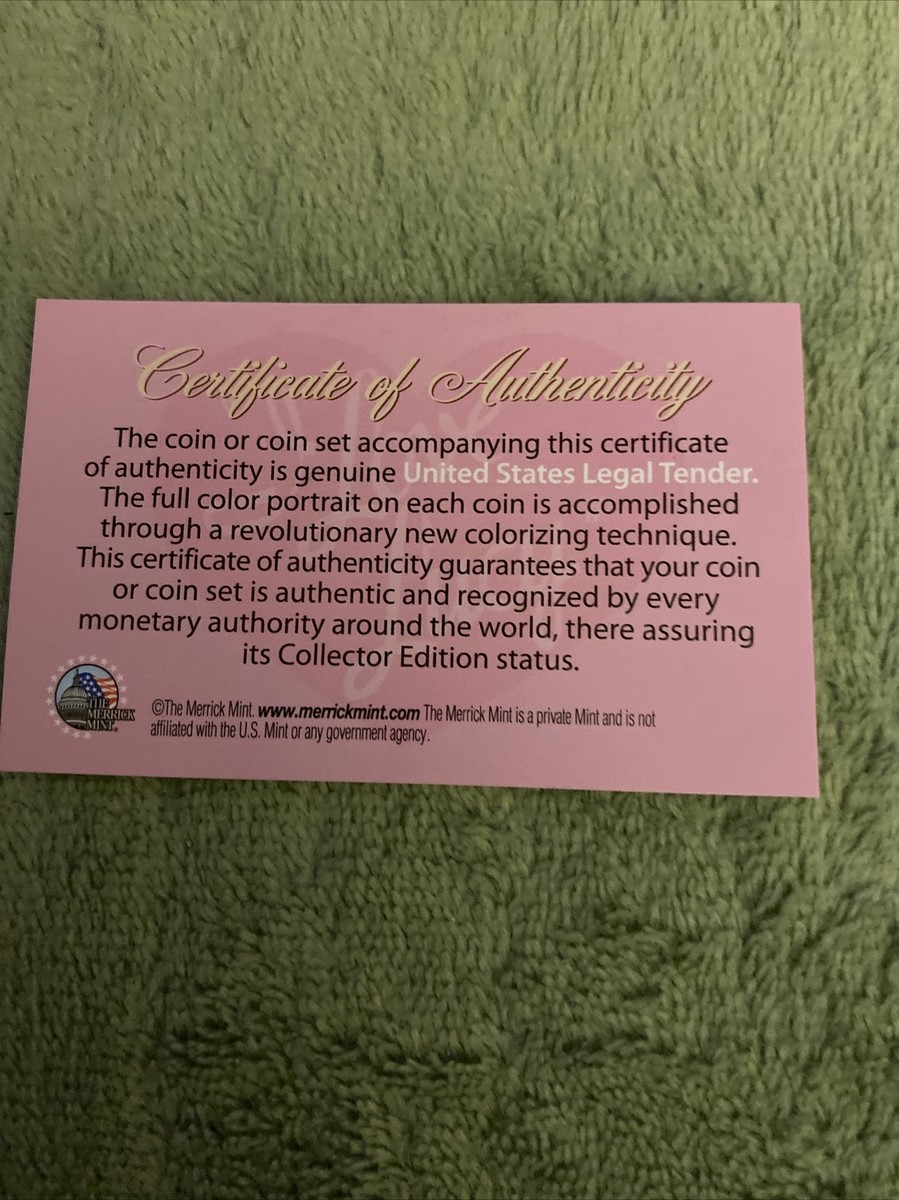 Certificate of Authenticity
The coin or coin set accompanying this certificate
of authenticity is genuine United States Legal Tender.
The full color portrait on each coin is accomplished
through a revolutionary new colorizing technique.
This certificate of authenticity guarantees that your coin
or coin set is authentic and recognized by every
monetary authority around the world, there assuring
its Collector Edition status.
THE
MERRICK
MINT®
©The Merrick Mint. www.merrickmint.com The Merrick Mint is a private Mint and is not
affiliated with the U.S. Mint or any government agency.